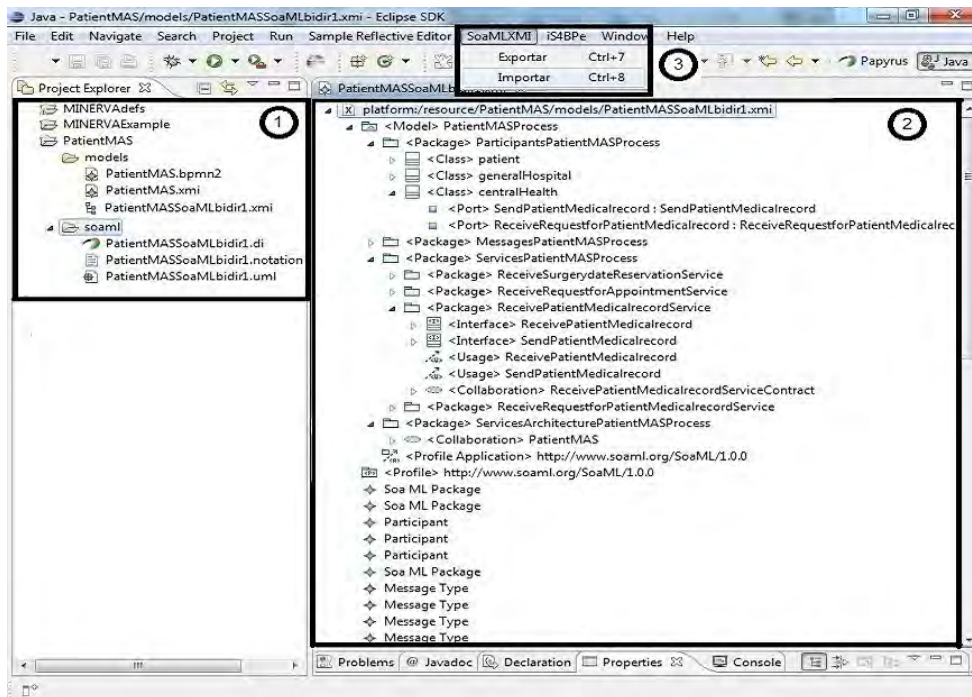 Java - PatientMAS/models/PatientMASSoaMLbidir1.xmi - Eclipse SDK
File Edit Navigate Search Project Run Sample Reflective Editor SoaMLXMI iS4BPe Window Help
Exportar Ctrl+7
Importar Ctrl+8
3
Papyrus Java
Project Explorer
MINERVAdefs
MINERVAExample
PatientMAS
models
PatientMAS.bpmn2
PatientMAS.xmi
PatientMASSoaMLbidir1.xmi
soaml
PatientMASSoaMLbidir1.di
PatientMASSoaMLbidir1.notation
PatientMASSoaMLbidir1.uml
1
2
platform:/resource/PatientMAS/models/PatientMASSoaMLbidir1.xmi
<Model> PatientMASProcess
<Package> ParticipantsPatientMASProcess
<Class> patient
<Class> generalHospital
<Class> centralHealth
<Port> SendPatientMedicalrecord : SendPatientMedicalrecord
<Port> ReceiveRequestforPatientMedicalrecord : ReceiveRequestforPatientMedicalrec
<Package> MessagesPatientMASProcess
<Package> ServicesPatientMASProcess
<Package> ReceiveSurgerydateReservationService
<Package> ReceiveRequestforAppointmentService
<Package> ReceivePatientMedicalrecordService
<Interface> ReceivePatientMedicalrecord
<Interface> SendPatientMedicalrecord
<Usage> ReceivePatientMedicalrecord
<Usage> SendPatientMedicalrecord
<Collaboration> ReceivePatientMedicalrecordServiceContract
<Package> ReceiveRequestforPatientMedicalrecordService
<Package> ServicesArchitecturePatientMASProcess
<Collaboration> PatientMAS
<Profile Application> http://www.soaml.org/SoaML/1.0.0
<Profile> http://www.soaml.org/SoaML/1.0.0
Soa ML Package
Soa ML Package
Participant
Participant
Participant
Soa ML Package
Message Type
Message Type
Message Type
Message Type
Problems @ Javadoc Declaration Properties Console